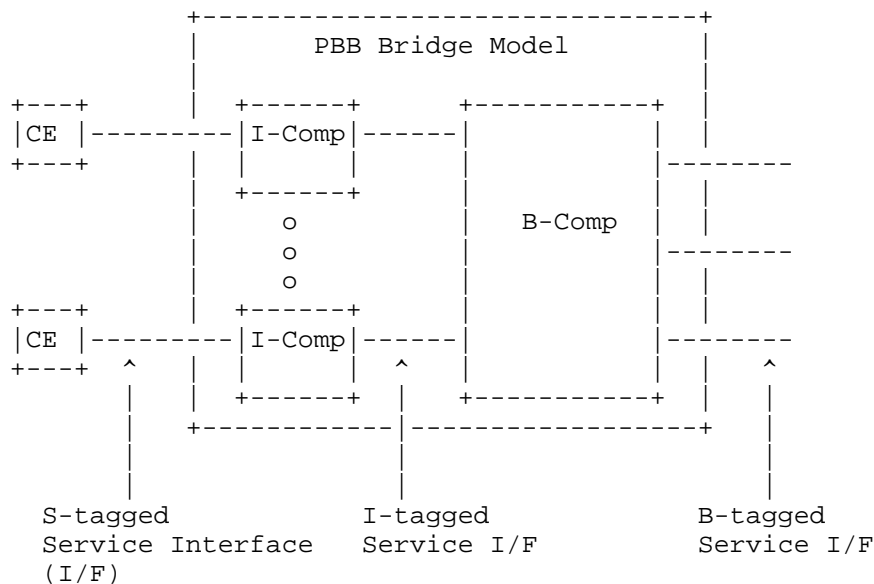 PBB Bridge Model
CE I-Comp
B-Comp
o
o
o
CE I-Comp
S-tagged I-tagged B-tagged
Service Interface Service I/F Service I/F
(I/F)